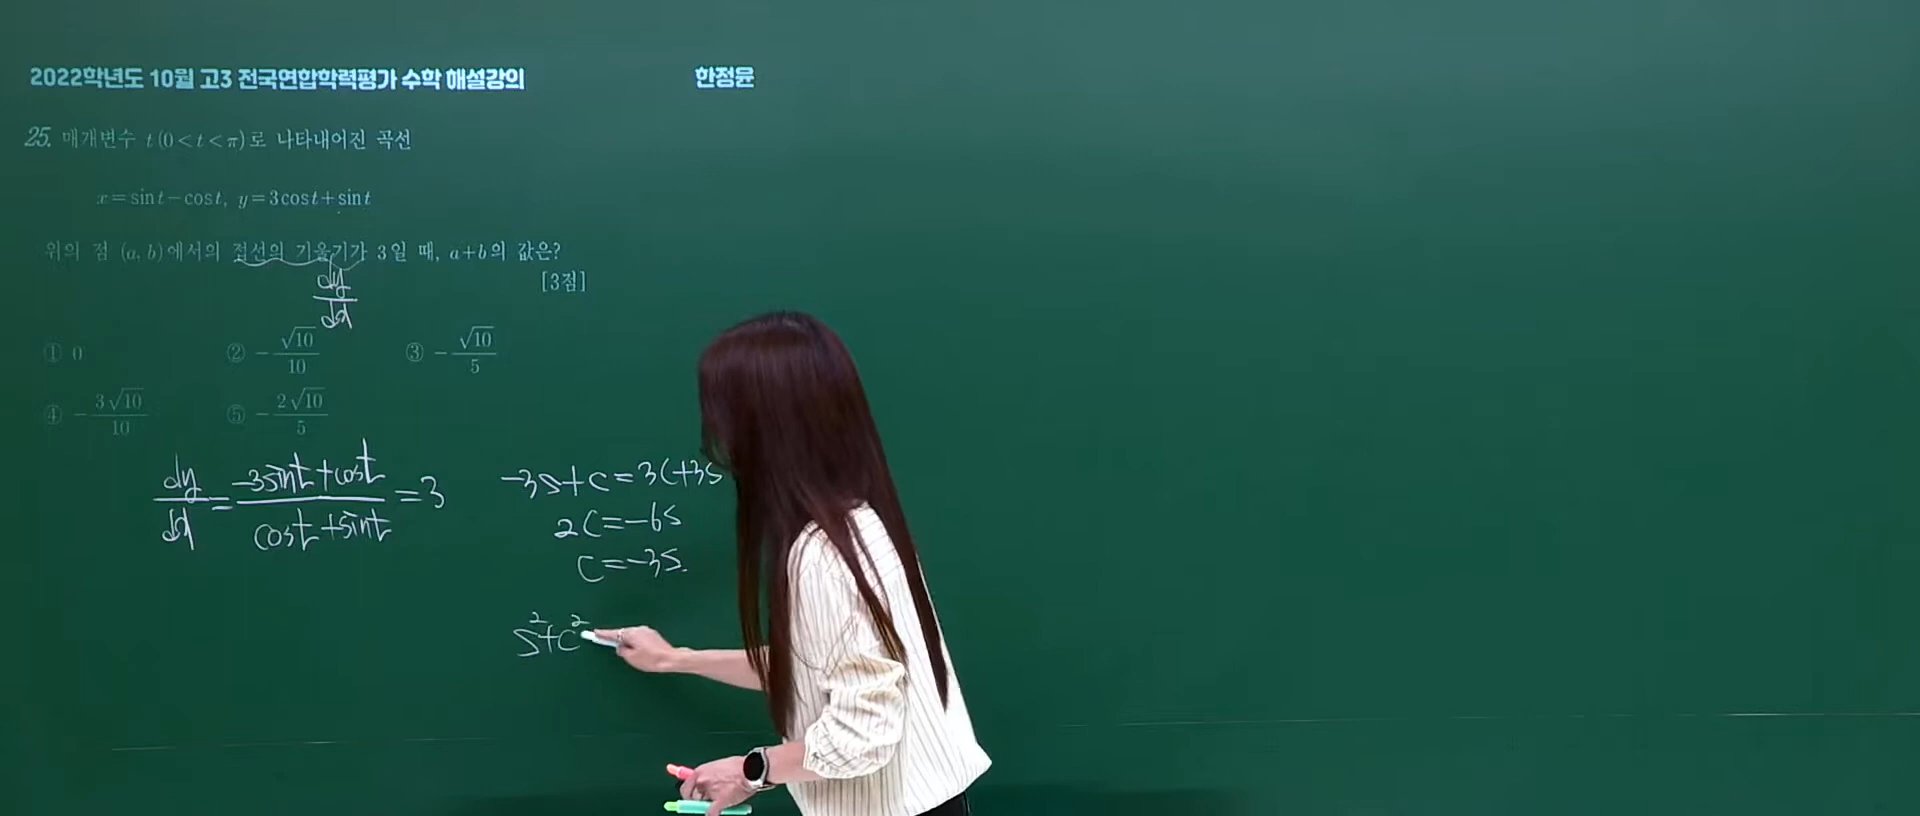 2022학년도 10월 고3 전국연합학력평가 수학 해설강의
한정윤
25. 매개변수 t(0<t<π)로 나타내어진 곡선
x=sint−cost, y=3cost+sint
위의 점 (a, b)에서의 접선의 기울기가 3일 때, a+b의 값은?
dy/dx
[3점]
① 0 ② −√10/10 ③ −√10/5
④ −3√10/10 ⑤ −2√10/5
dy/dx = (−3sint+cost)/(cost+sint) = 3
−3s+c=3c+3s
2c=−6s
c=−3s.
s²+c²